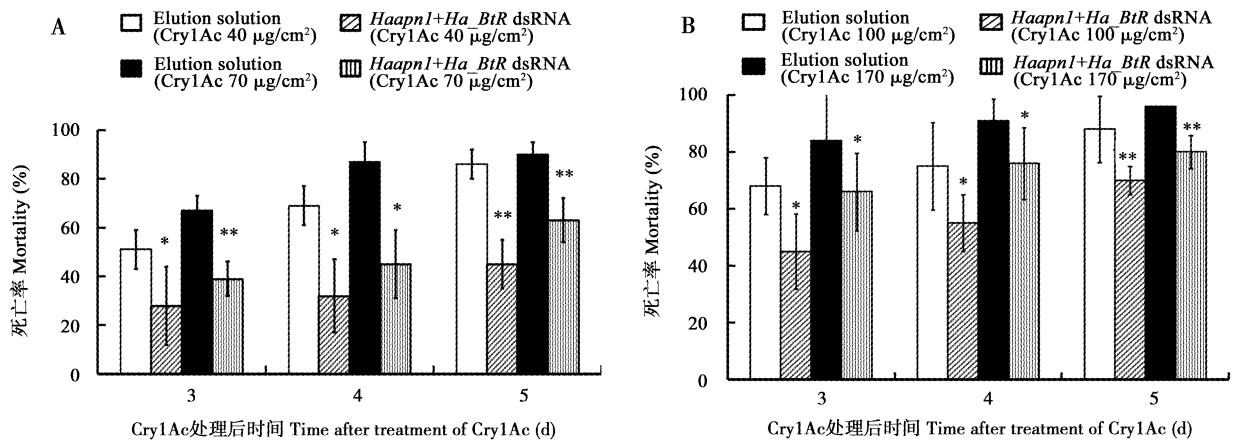 A
Elution solution
(Cry1Ac 40 μg/cm²)
Haapn1+Ha_BtR dsRNA
(Cry1Ac 40 μg/cm²)
Elution solution
(Cry1Ac 70 μg/cm²)
Haapn1+Ha_BtR dsRNA
(Cry1Ac 70 μg/cm²)
死亡率 Mortality (%)
100
80
60
40
20
0
* ** * * ** **
3 4 5
Cry1Ac处理后时间 Time after treatment of Cry1Ac (d)
B
Elution solution
(Cry1Ac 100 μg/cm²)
Haapn1+Ha_BtR dsRNA
(Cry1Ac 100 μg/cm²)
Elution solution
(Cry1Ac 170 μg/cm²)
Haapn1+Ha_BtR dsRNA
(Cry1Ac 170 μg/cm²)
死亡率 Mortality (%)
100
80
60
40
20
0
* * * * ** **
3 4 5
Cry1Ac处理后时间 Time after treatment of Cry1Ac (d)